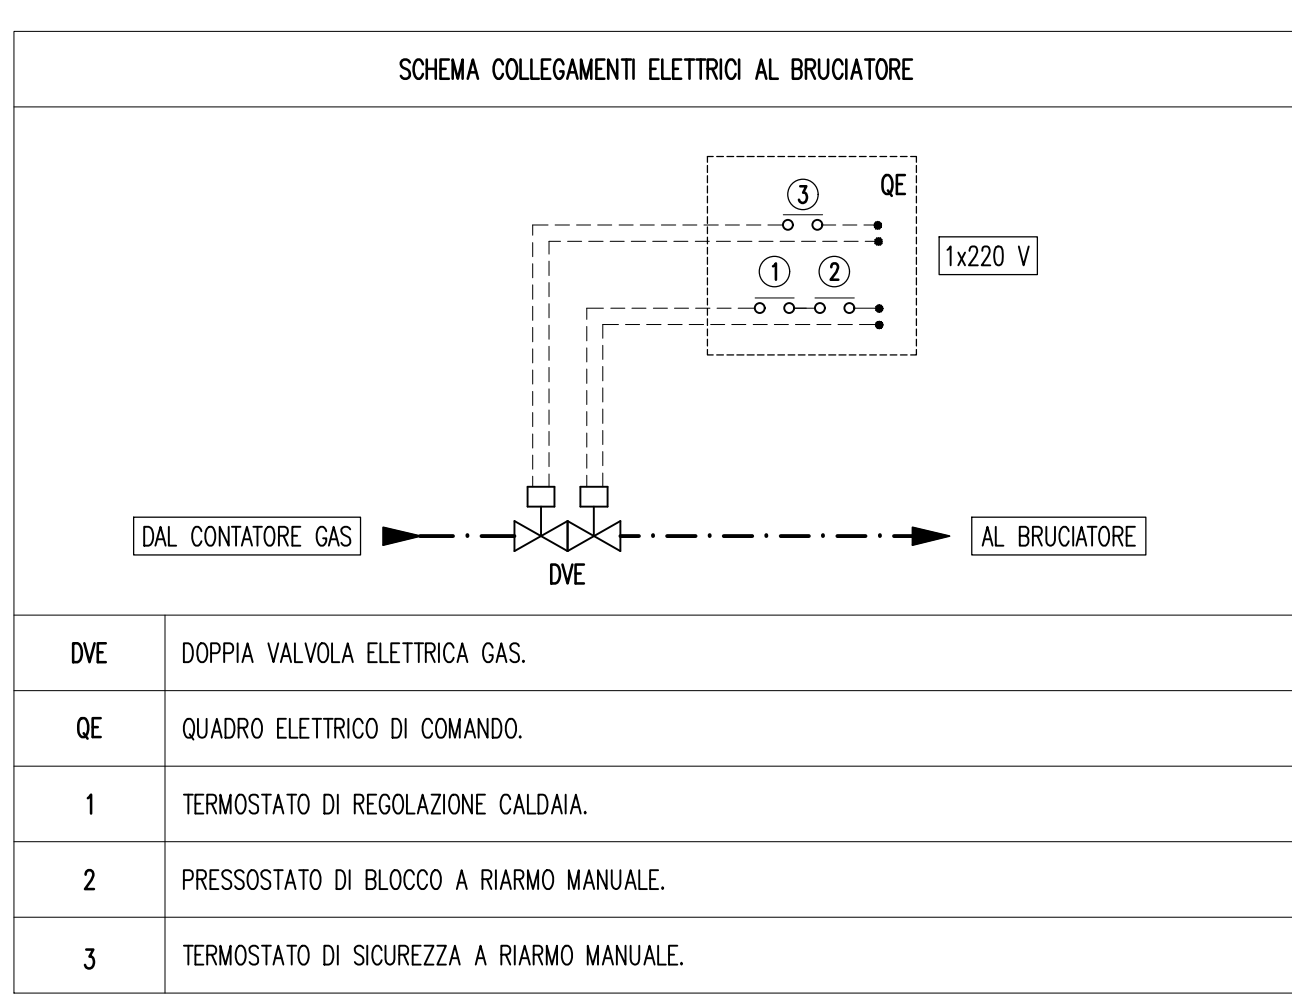 SCHEMA COLLEGAMENTI ELETTRICI AL BRUCIATORE
3
QE
1x220 V
1
2
DAL CONTATORE GAS
AL BRUCIATORE
DVE
DVE DOPPIA VALVOLA ELETTRICA GAS.
QE QUADRO ELETTRICO DI COMANDO.
1 TERMOSTATO DI REGOLAZIONE CALDAIA.
2 PRESSOSTATO DI BLOCCO A RIARMO MANUALE.
3 TERMOSTATO DI SICUREZZA A RIARMO MANUALE.